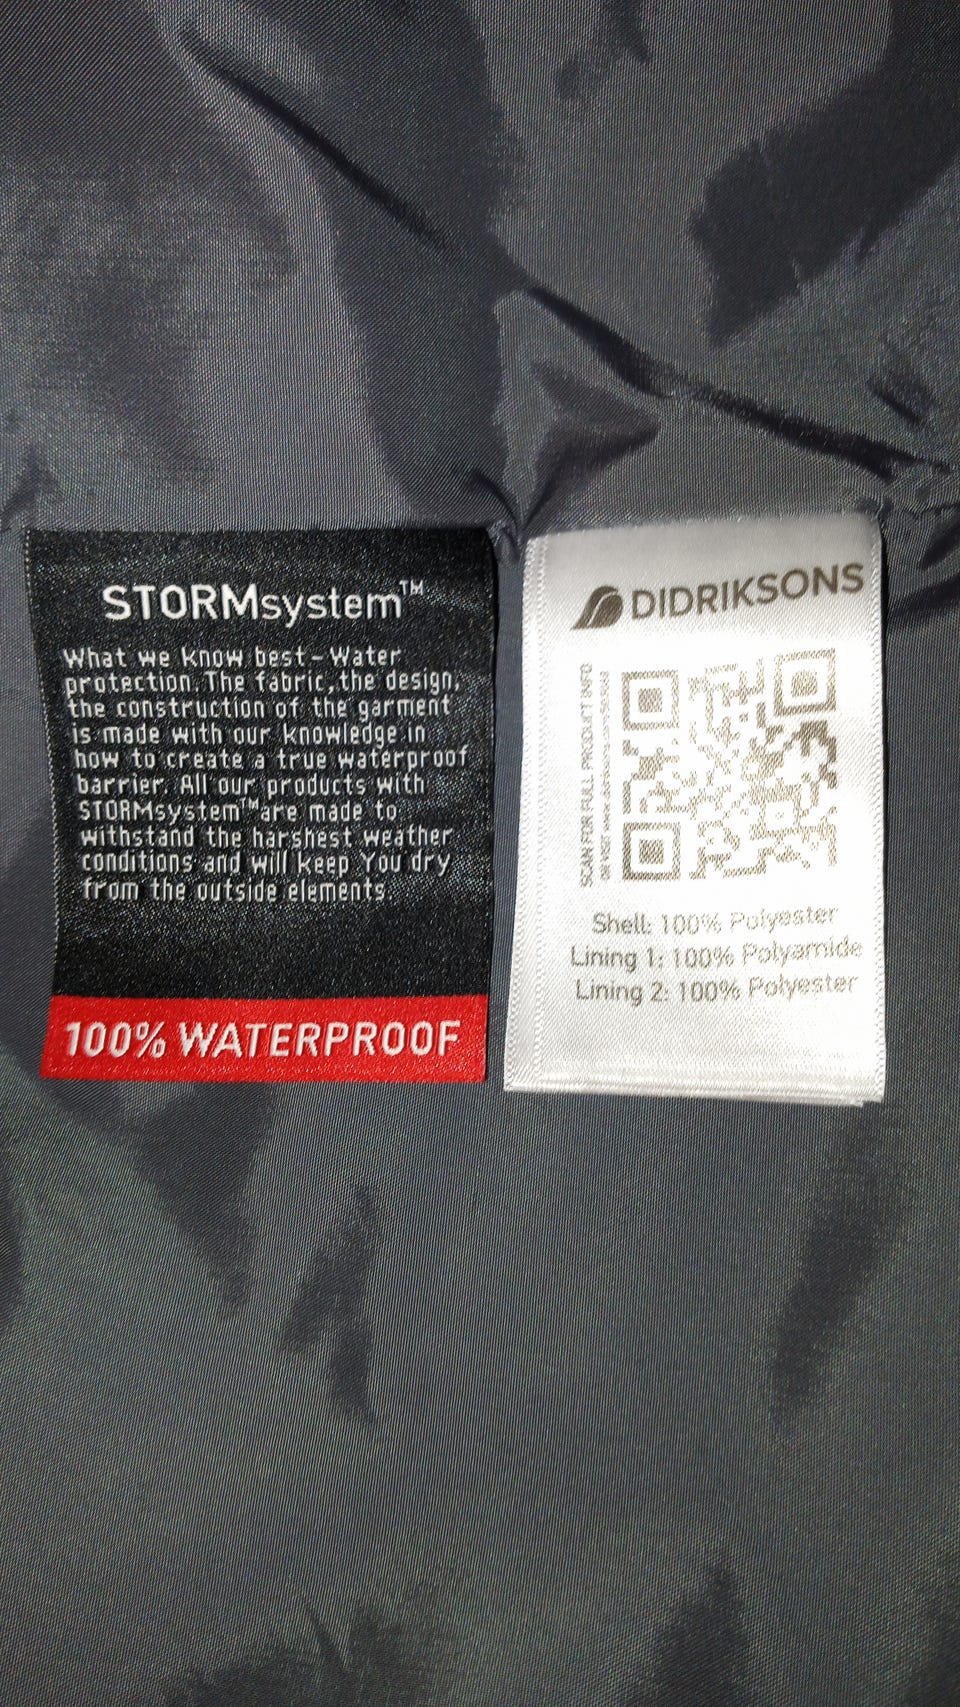 STORMsystem™
What we know best-Water
protection. The fabric, the design,
the construction of the garment
is made with our knowledge in
how to create a true waterproof
barrier. All our products with
STORMsystem™ are made to
withstand the harshest weather
conditions and will keep You dry
from the outside elements.
100% WATERPROOF
DIDRIKSONS
SCAN FOR FULL PRODUCT INFO
OR VISIT
Shell: 100% Polyester
Lining 1: 100% Polyamide
Lining 2: 100% Polyester